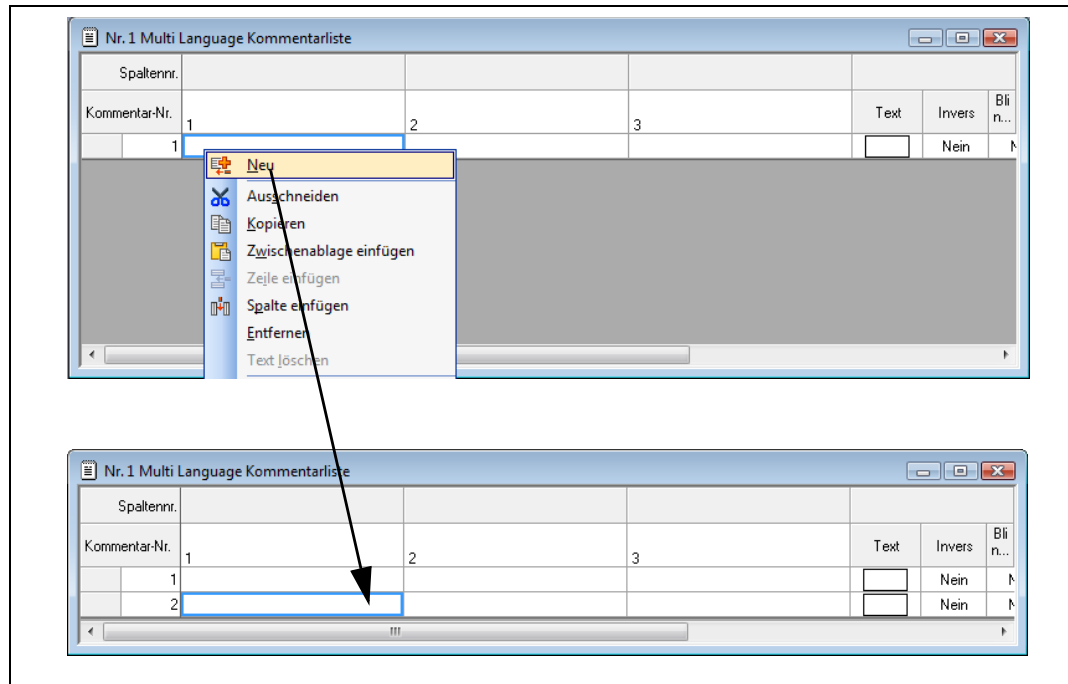 Nr. 1 Multi Language Kommentarliste
Spaltennr.
Kommentar-Nr. 1 2 3 Text Invers Bli n...
1 Nein N
Neu
Ausschneiden
Kopieren
Zwischenablage einfügen
Zeile einfügen
Spalte einfügen
Entfernen
Text löschen
Nr. 1 Multi Language Kommentarliste
Spaltennr.
Kommentar-Nr. 1 2 3 Text Invers Bli n...
1 Nein N
2 Nein N